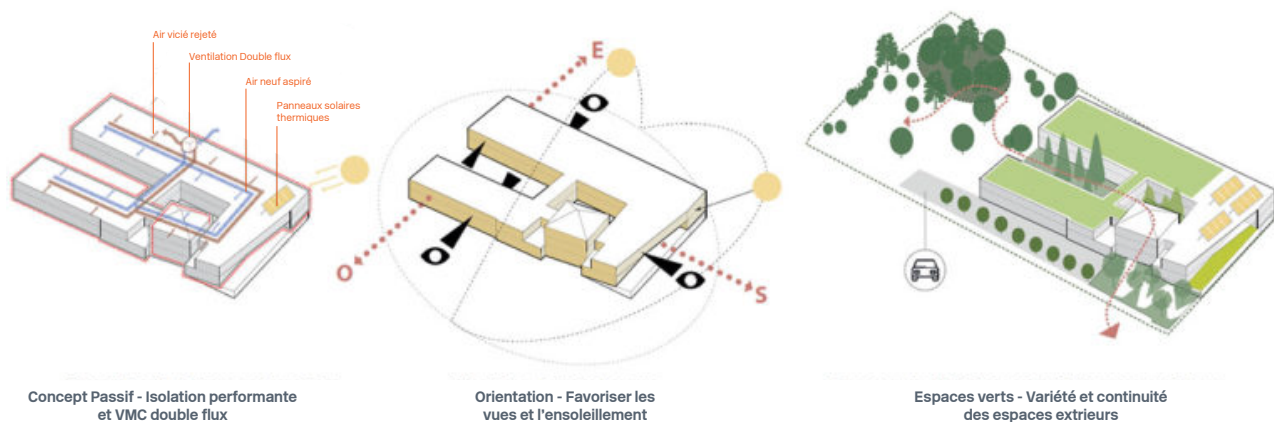 Air vicié rejeté
Ventilation Double flux
Air neuf aspiré
Panneaux solaires
thermiques
E
O
S
Concept Passif - Isolation performante
et VMC double flux
Orientation - Favoriser les
vues et l'ensoleillement
Espaces verts - Variété et continuité
des espaces extrieurs